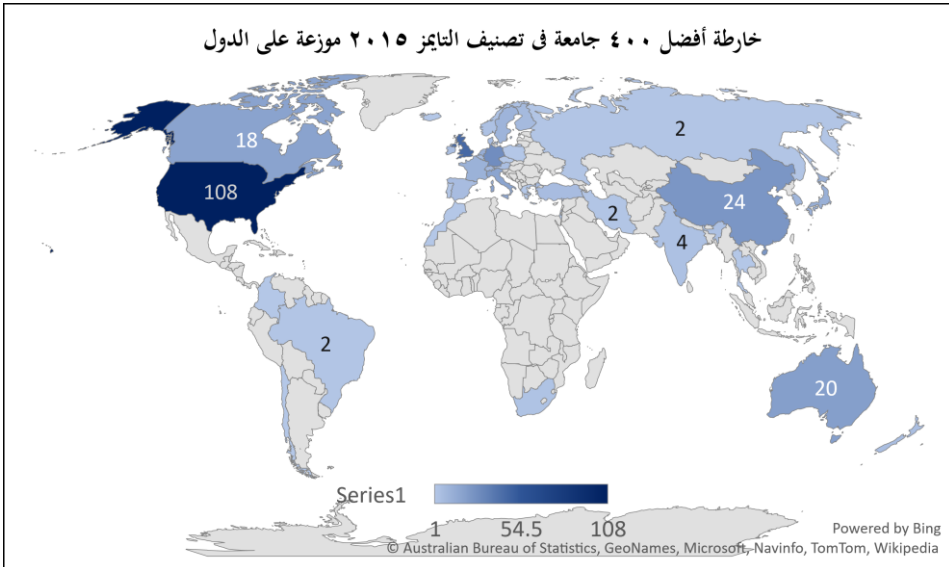 خارطة أفضل ٤٠٠ جامعة فى تصنيف التايمز ٢٠١٥ موزعة على الدول
18
2
108
24
2
4
2
20
Series1
1 54.5 108
Powered by Bing
© Australian Bureau of Statistics, GeoNames, Microsoft, Navinfo, TomTom, Wikipedia